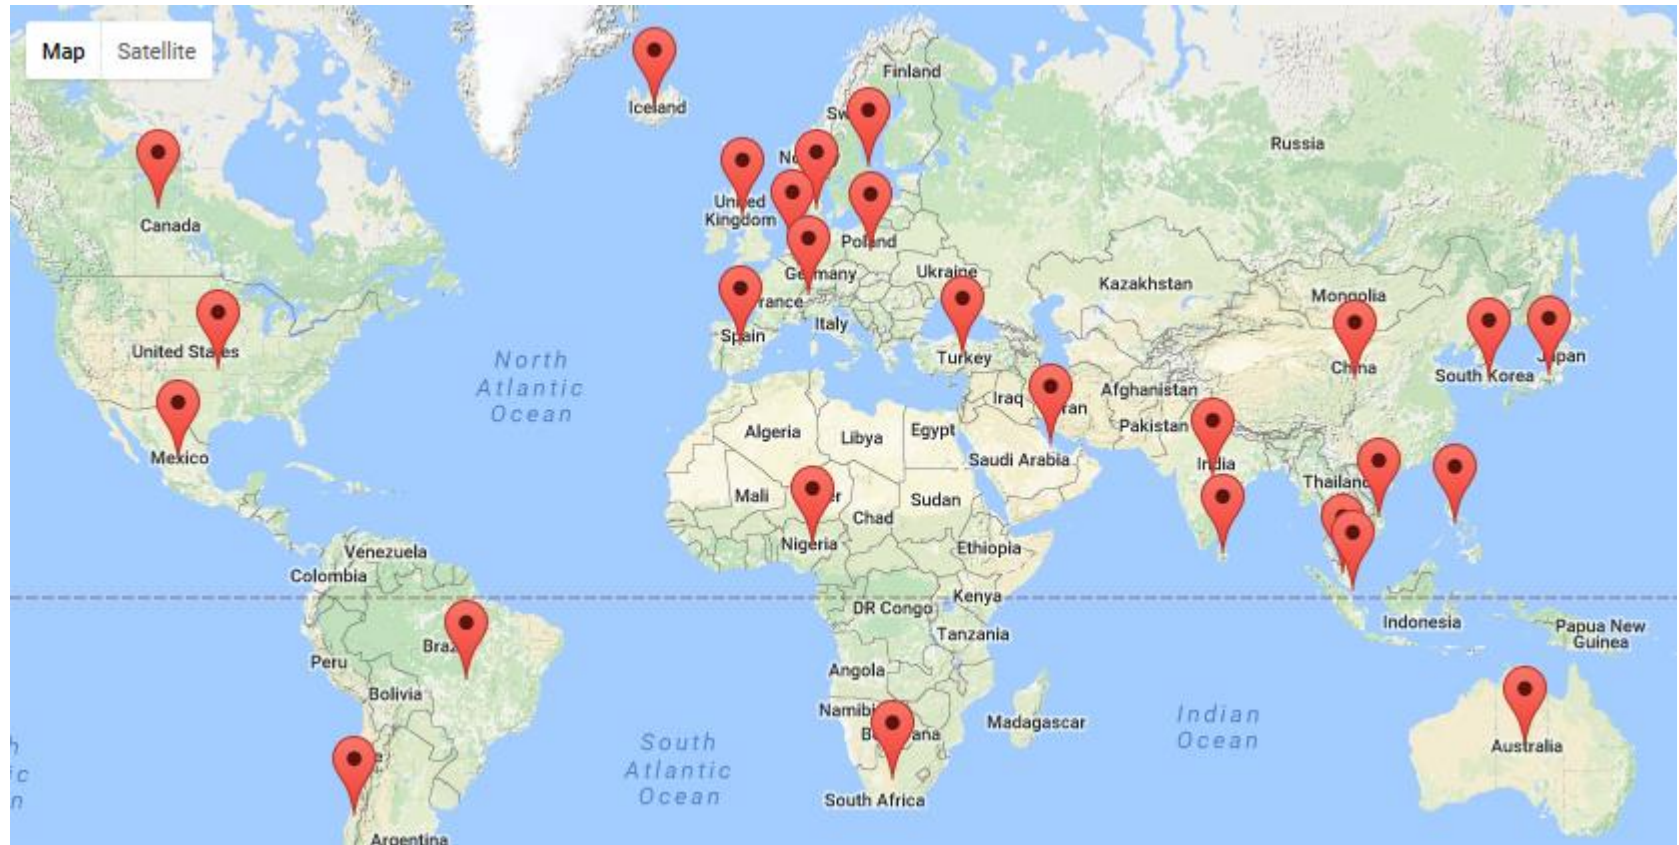 Map Satellite
Finland
Iceland
Russia
Canada
United
Kingdom
Poland
Germany
Ukraine
Kazakhstan
Mongolia
Italy
Spain
United States
North
Atlantic
Ocean
Turkey
China
South Korea
Japan
Iraq
Afghanistan
Pakistan
Algeria
Libya
Egypt
Saudi Arabia
India
Mexico
Thailand
Mali
Sudan
Chad
Nigeria
Ethiopia
Venezuela
Colombia
DR Congo
Kenya
Indonesia
Papua New
Guinea
Tanzania
Peru
Angola
Bolivia
Madagascar
Indian
Ocean
Australia
South
Atlantic
Ocean
South Africa
Argentina